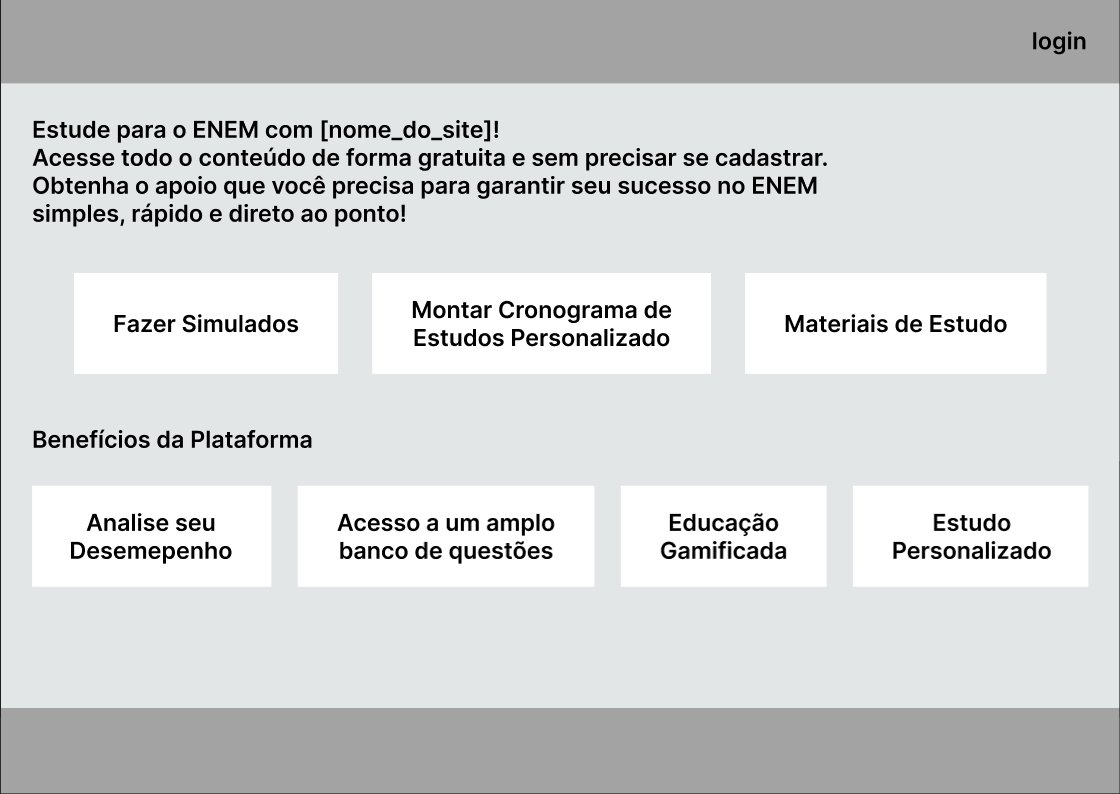 login
Estude para o ENEM com [nome_do_site]!
Acesse todo o conteúdo de forma gratuita e sem precisar se cadastrar.
Obtenha o apoio que você precisa para garantir seu sucesso no ENEM
simples, rápido e direto ao ponto!
Fazer Simulados
Montar Cronograma de
Estudos Personalizado
Materiais de Estudo
Benefícios da Plataforma
Analise seu
Desemepenho
Acesso a um amplo
banco de questões
Educação
Gamificada
Estudo
Personalizado